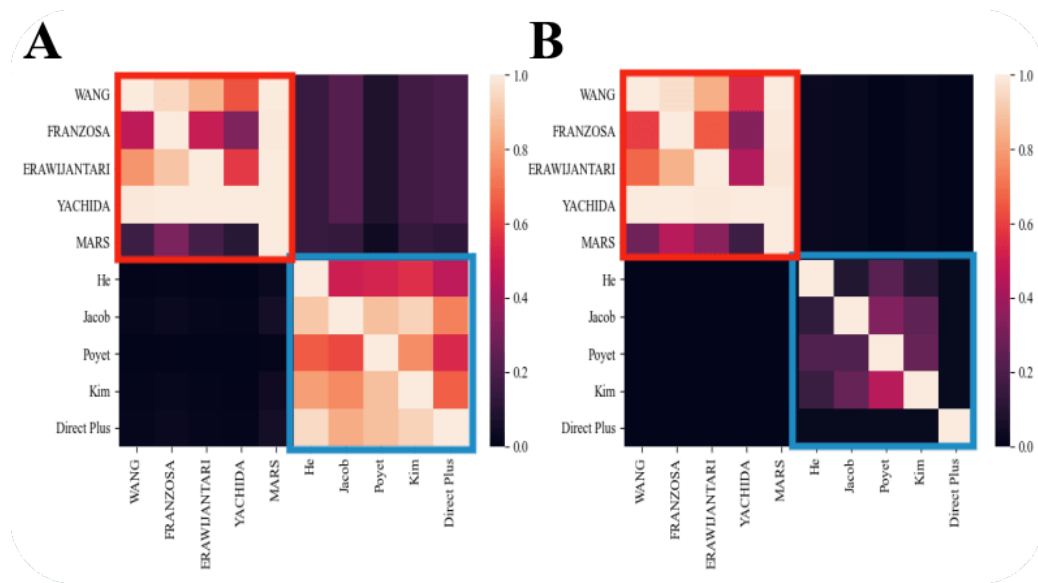 A
B
WANG
FRANZOSA
ERAWIJANTARI
YACHIDA
MARS
He
Jacob
Poyet
Kim
Direct Plus
1.0
0.8
0.6
0.4
0.2
0.0
WANG
FRANZOSA
ERAWIJANTARI
YACHIDA
MARS
He
Jacob
Poyet
Kim
Direct Plus
WANG
FRANZOSA
ERAWIJANTARI
YACHIDA
MARS
He
Jacob
Poyet
Kim
Direct Plus
1.0
0.8
0.6
0.4
0.2
0.0
WANG
FRANZOSA
ERAWIJANTARI
YACHIDA
MARS
He
Jacob
Poyet
Kim
Direct Plus